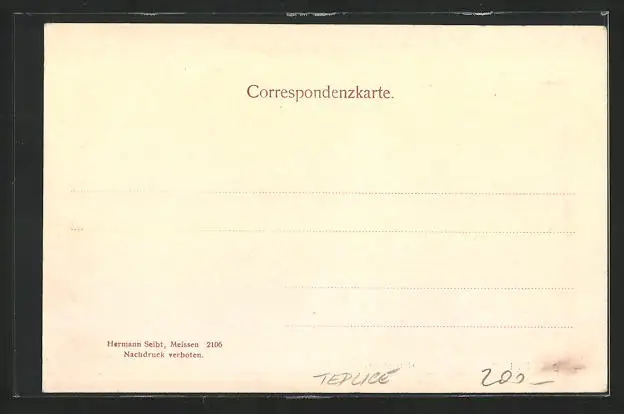 Correspondenzkarte.
Hermann Seibt, Meissen 2106
Nachdruck verboten.
TEPLICE
200 –